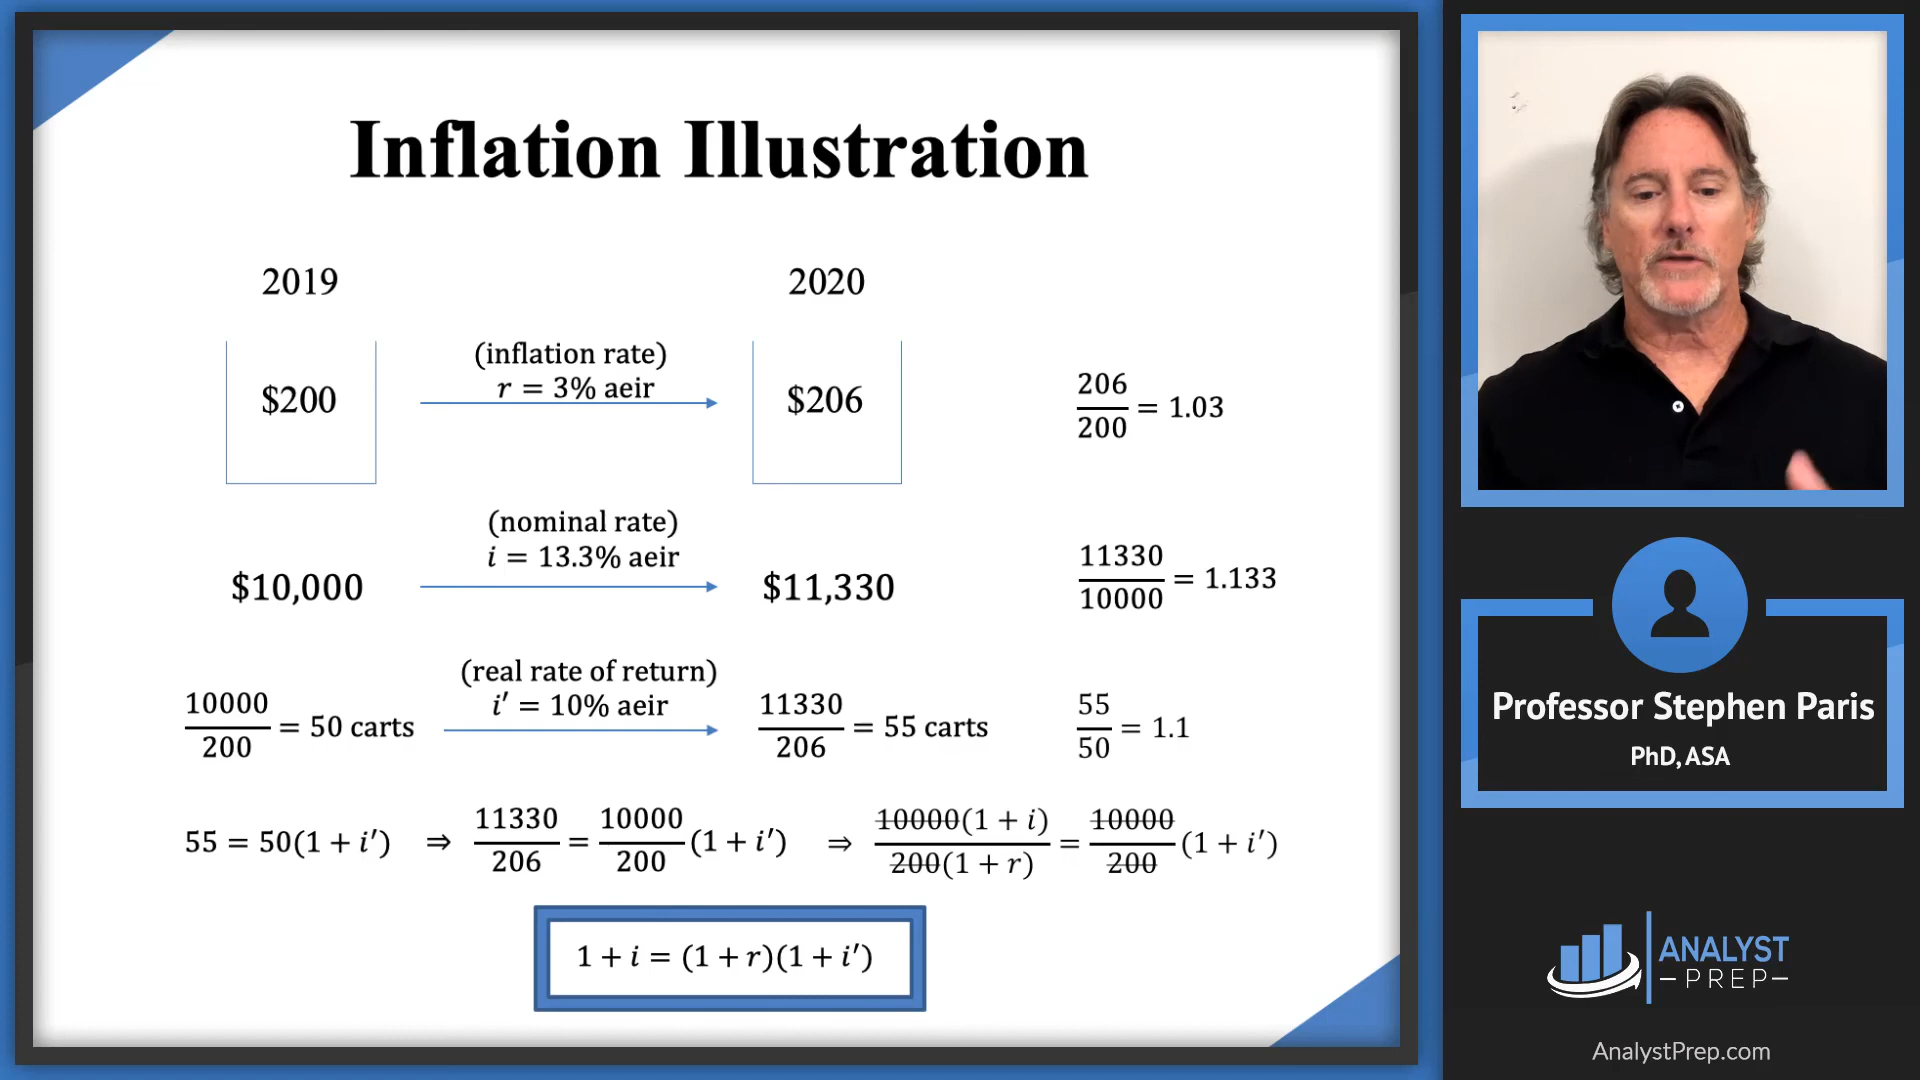 Inflation Illustration
2019
2020
(inflation rate)
r = 3% aeir
$200
$206
206/200 = 1.03
(nominal rate)
i = 13.3% aeir
$10,000
$11,330
11330/10000 = 1.133
(real rate of return)
i′ = 10% aeir
10000/200 = 50 carts
11330/206 = 55 carts
55/50 = 1.1
55 = 50(1 + i′) ⇒ 11330/206 = 10000/200 (1 + i′) ⇒ 10000(1 + i)/200(1 + r) = 10000/200 (1 + i′)
1 + i = (1 + r)(1 + i′)
Professor Stephen Paris
PhD, ASA
ANALYST
–PREP–
AnalystPrep.com